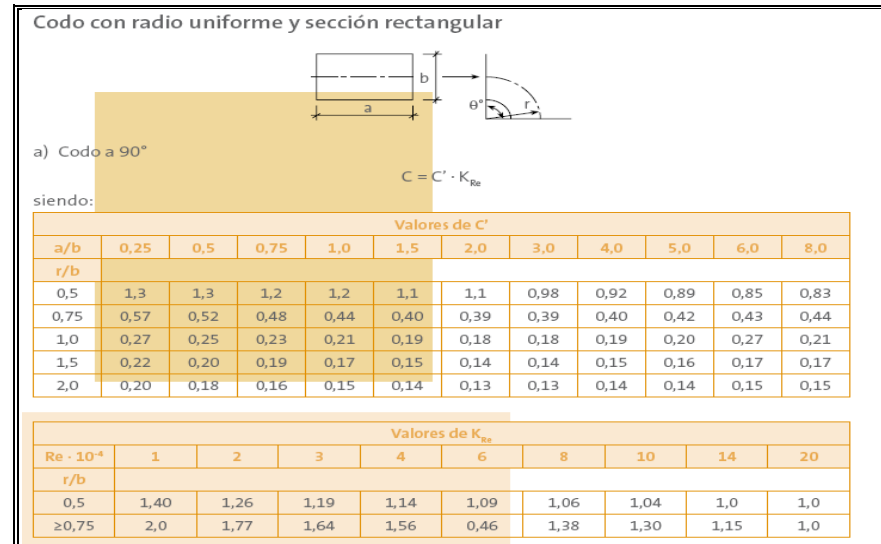 Codo con radio uniforme y sección rectangular
b
a
θ°
r
a) Codo a 90°
C = C' · K_Re
siendo:
Valores de C'
a/b 0,25 0,5 0,75 1,0 1,5 2,0 3,0 4,0 5,0 6,0 8,0
r/b
0,5 1,3 1,3 1,2 1,2 1,1 1,1 0,98 0,92 0,89 0,85 0,83
0,75 0,57 0,52 0,48 0,44 0,40 0,39 0,39 0,40 0,42 0,43 0,44
1,0 0,27 0,25 0,23 0,21 0,19 0,18 0,18 0,19 0,20 0,27 0,21
1,5 0,22 0,20 0,19 0,17 0,15 0,14 0,14 0,15 0,16 0,17 0,17
2,0 0,20 0,18 0,16 0,15 0,14 0,13 0,13 0,14 0,14 0,15 0,15
Valores de K_Re
Re · 10⁻⁴ 1 2 3 4 6 8 10 14 20
r/b
0,5 1,40 1,26 1,19 1,14 1,09 1,06 1,04 1,0 1,0
≥0,75 2,0 1,77 1,64 1,56 0,46 1,38 1,30 1,15 1,0